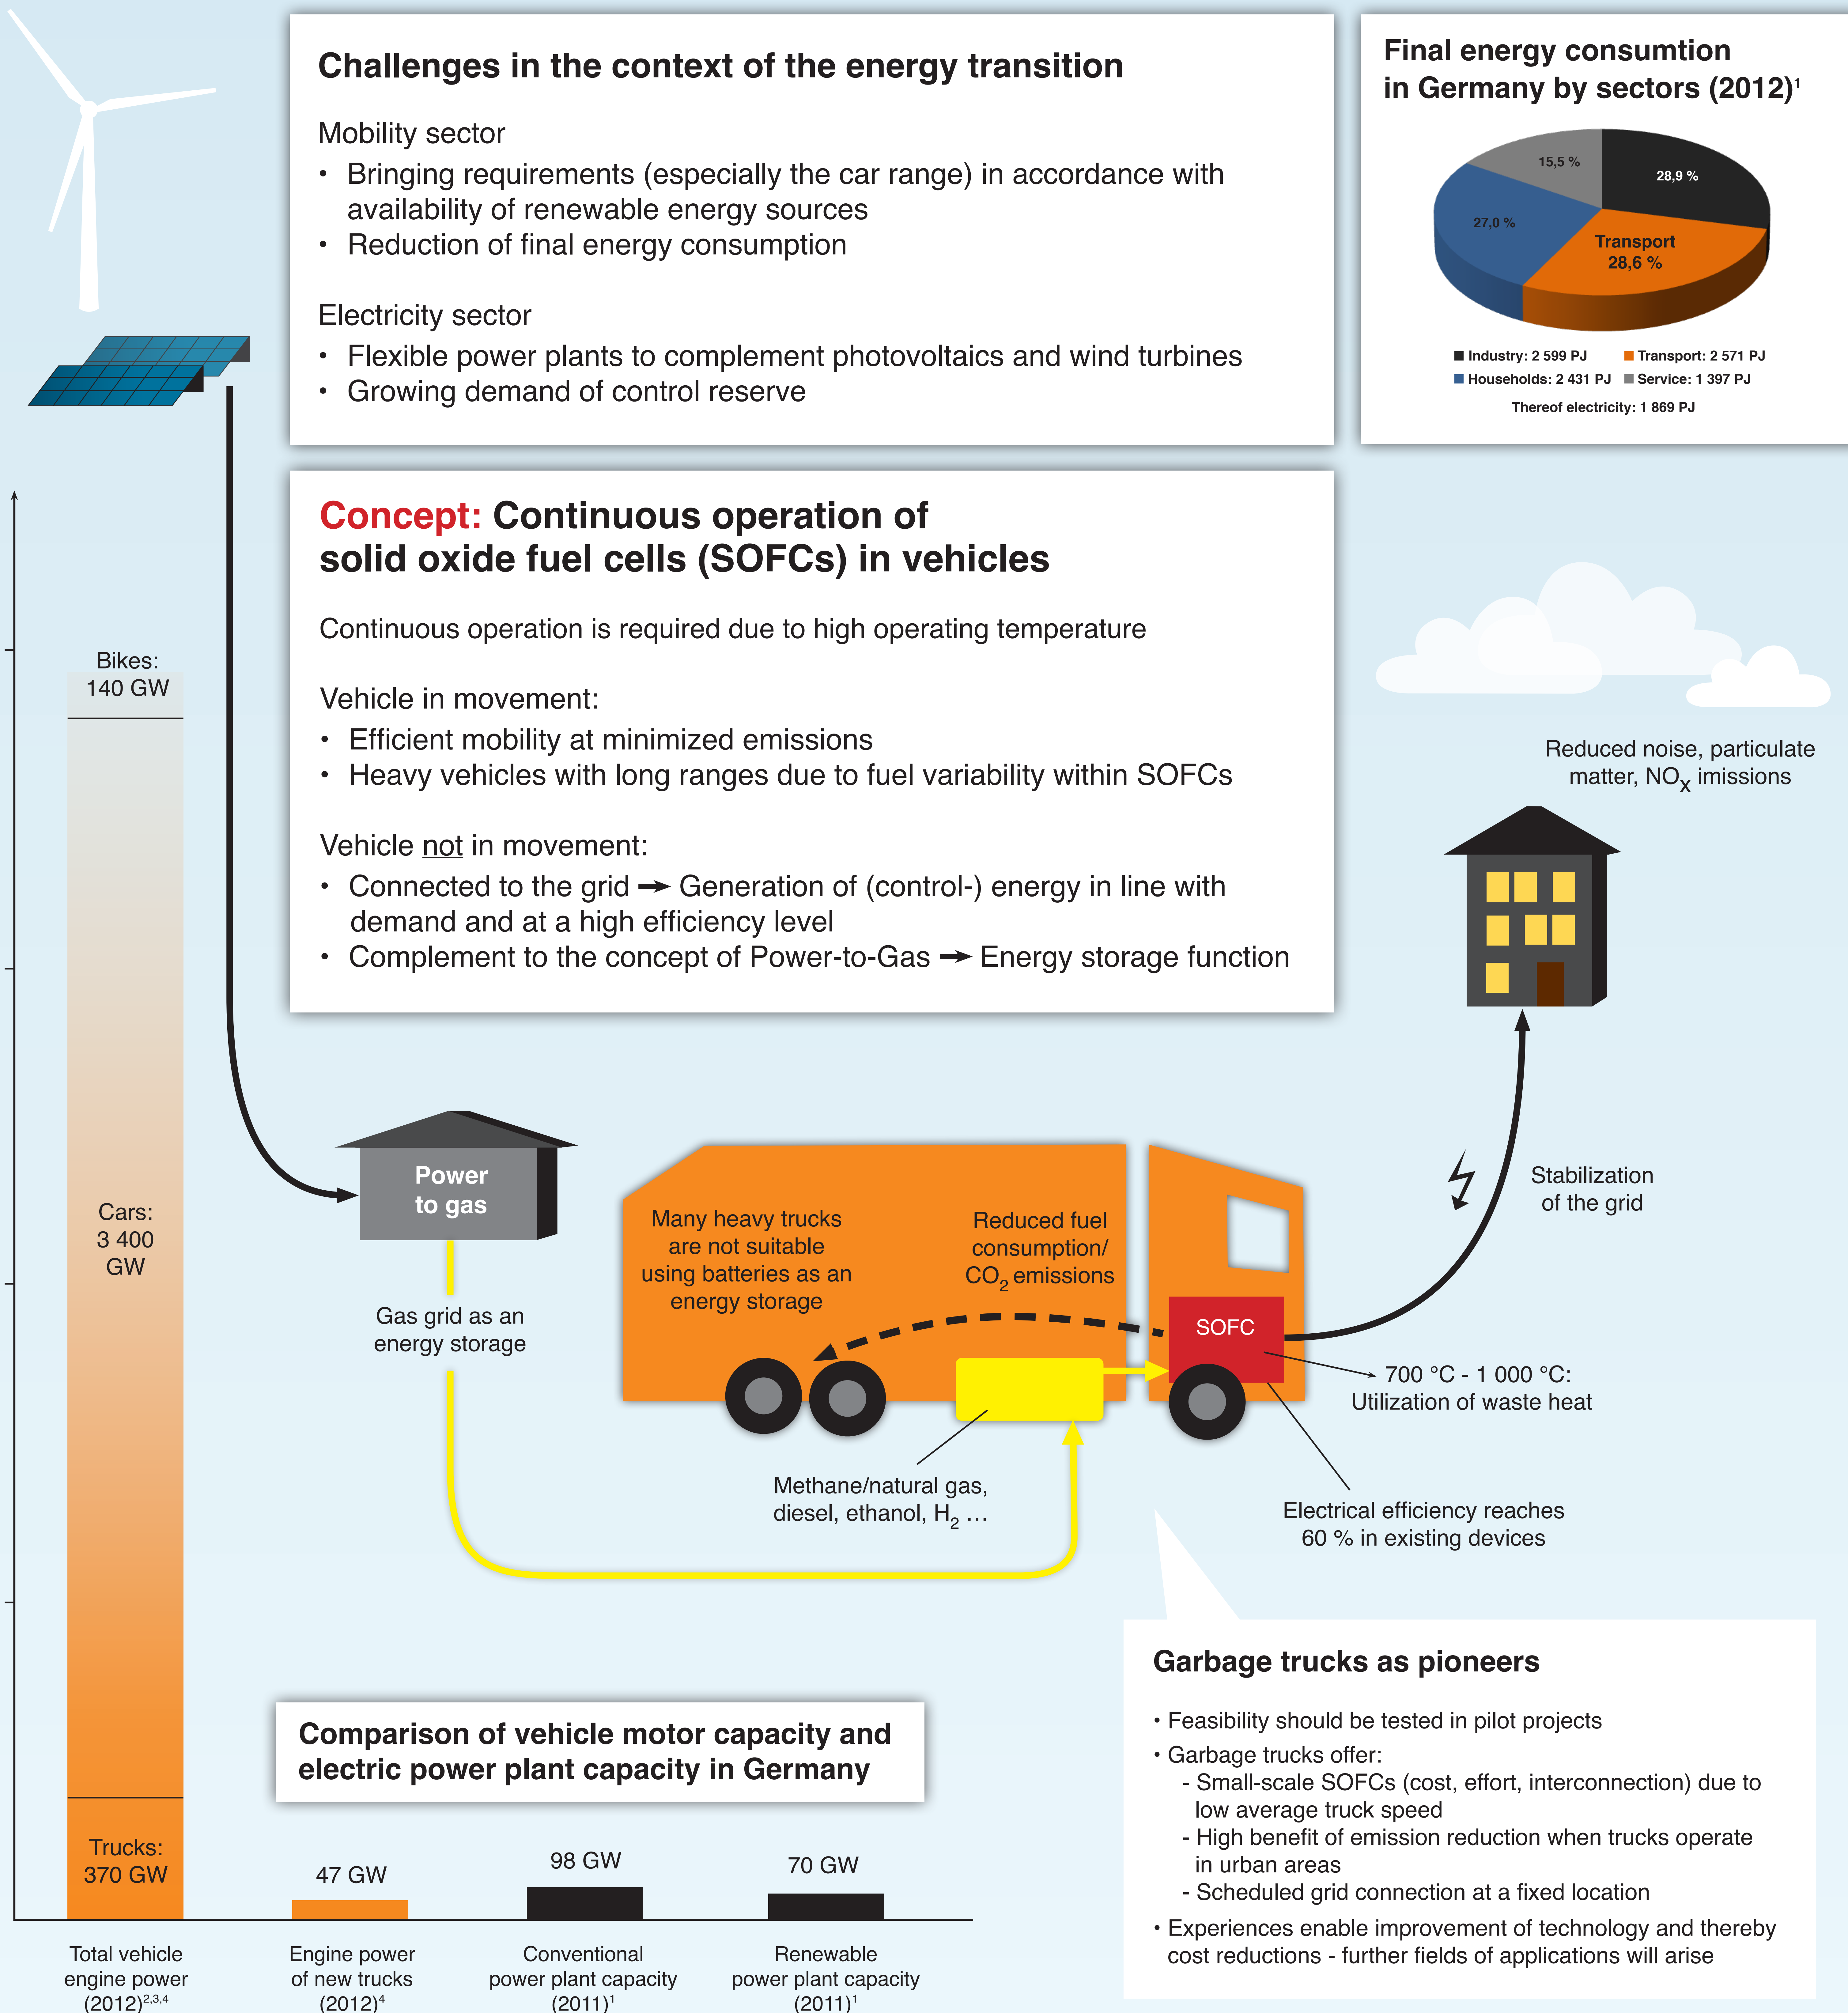 Challenges in the context of the energy transition
Mobility sector
• Bringing requirements (especially the car range) in accordance with
availability of renewable energy sources
• Reduction of final energy consumption
Electricity sector
• Flexible power plants to complement photovoltaics and wind turbines
• Growing demand of control reserve
Final energy consumtion
in Germany by sectors (2012)¹
15,5 %
28,9 %
27,0 %
Transport
28,6 %
Industry: 2 599 PJ
Transport: 2 571 PJ
Households: 2 431 PJ
Service: 1 397 PJ
Thereof electricity: 1 869 PJ
Concept: Continuous operation of
solid oxide fuel cells (SOFCs) in vehicles
Continuous operation is required due to high operating temperature
Vehicle in movement:
• Efficient mobility at minimized emissions
• Heavy vehicles with long ranges due to fuel variability within SOFCs
Vehicle not in movement:
• Connected to the grid → Generation of (control-) energy in line with
demand and at a high efficiency level
• Complement to the concept of Power-to-Gas → Energy storage function
Reduced noise, particulate
matter, NOX imissions
Bikes:
140 GW
Cars:
3 400
GW
Trucks:
370 GW
Power
to gas
Gas grid as an
energy storage
Many heavy trucks
are not suitable
using batteries as an
energy storage
Reduced fuel
consumption/
CO₂ emissions
SOFC
Stabilization
of the grid
700 °C - 1 000 °C:
Utilization of waste heat
Methane/natural gas,
diesel, ethanol, H₂ …
Electrical efficiency reaches
60 % in existing devices
Comparison of vehicle motor capacity and
electric power plant capacity in Germany
47 GW
98 GW
70 GW
Total vehicle
engine power
(2012)²,³,⁴
Engine power
of new trucks
(2012)⁴
Conventional
power plant capacity
(2011)¹
Renewable
power plant capacity
(2011)¹
Garbage trucks as pioneers
• Feasibility should be tested in pilot projects
• Garbage trucks offer:
- Small-scale SOFCs (cost, effort, interconnection) due to
low average truck speed
- High benefit of emission reduction when trucks operate
in urban areas
- Scheduled grid connection at a fixed location
• Experiences enable improvement of technology and thereby
cost reductions - further fields of applications will arise